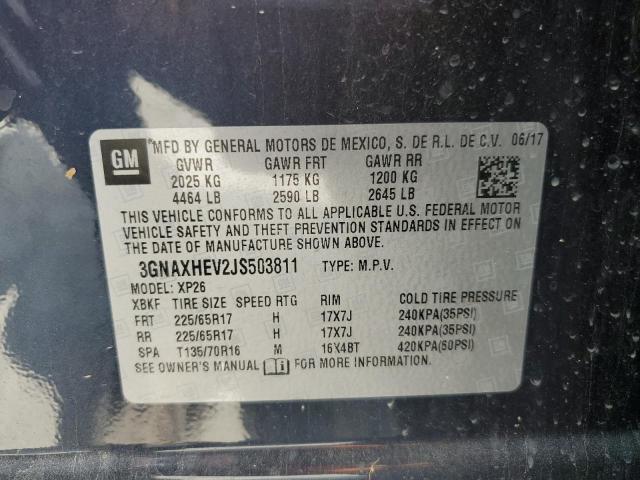 GM
*MFD BY GENERAL MOTORS DE MEXICO, S. DE R.L. DE C.V. 06/17
GVWR GAWR FRT GAWR RR
2025 KG 1175 KG 1200 KG
4464 LB 2590 LB 2645 LB
THIS VEHICLE CONFORMS TO ALL APPLICABLE U.S. FEDERAL MOTOR
VEHICLE SAFETY AND THEFT PREVENTION STANDARDS IN EFFECT ON
THE DATE OF MANUFACTURE SHOWN ABOVE.
3GNAXHEV2JS503811 TYPE: M.P.V.
MODEL: XP26
XBKF TIRE SIZE SPEED RTG RIM COLD TIRE PRESSURE
FRT 225/65R17 H 17X7J 240KPA(35PSI)
RR 225/65R17 H 17X7J 240KPA(35PSI)
SPA T135/70R16 M 16X4BT 420KPA(60PSI)
SEE OWNER'S MANUAL FOR MORE INFORMATION.